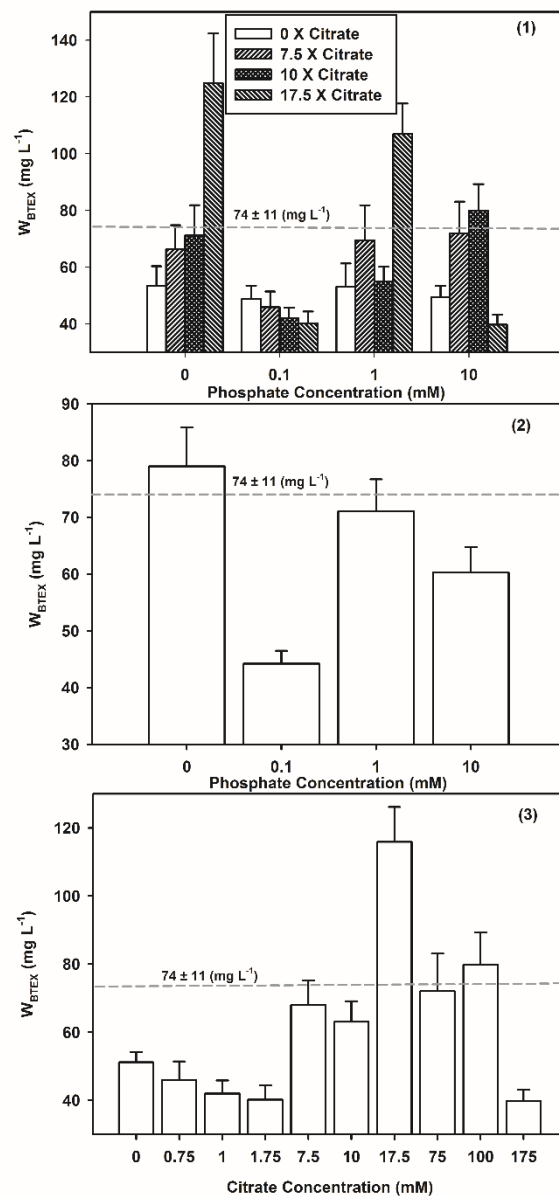 (1)
0 X Citrate
7.5 X Citrate
10 X Citrate
17.5 X Citrate
140
120
100
80
60
40
W_BTEX (mg L⁻¹)
74 ± 11 (mg L⁻¹)
0 0.1 1 10
Phosphate Concentration (mM)
(2)
90
80
70
60
50
40
30
W_BTEX (mg L⁻¹)
74 ± 11 (mg L⁻¹)
0 0.1 1 10
Phosphate Concentration (mM)
(3)
120
100
80
60
40
W_BTEX (mg L⁻¹)
74 ± 11 (mg L⁻¹)
0 0.75 1 1.75 7.5 10 17.5 75 100 175
Citrate Concentration (mM)